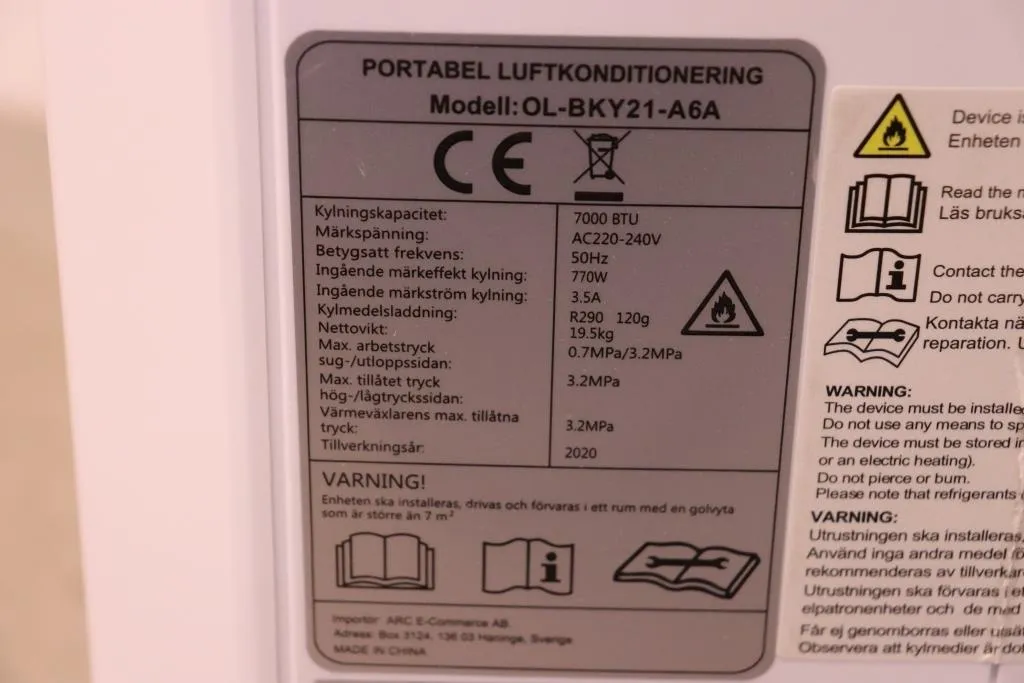 PORTABEL LUFTKONDITIONERING
Modell: OL-BKY21-A6A
CE
Kylningskapacitet: 7000 BTU
Märkspänning: AC220-240V
Betygsatt frekvens: 50Hz
Ingående märkeffekt kylning: 770W
Ingående märkström kylning: 3.5A
Kylmedelsladdning: R290 120g
Nettovikt: 19.5kg
Max. arbetstryck
sug-/utloppssidan: 0.7MPa/3.2MPa
Max. tillåtet tryck
hög-/lågtryckssidan: 3.2MPa
Värmeväxlarens max. tillåtna
tryck: 3.2MPa
Tillverkningsår: 2020
VARNING!
Enheten ska installeras, drivas och förvaras i ett rum med en golvyta
som är större än 7 m²
Importör: ARC E-Commerce AB.
Adress: Box 3124, 136 03 Haninge, Sverige
MADE IN CHINA
Device
Enheten
Read the
Läs
Contact the
Do not carry
Kontakta
reparation.
WARNING:
The device must be
Do not use any means to
The device must be stored
or an electric heating).
Do not pierce or burn.
Please note that refrigerants
VARNING:
Utrustningen ska installeras,
Använd inga andra medel
rekommenderas av
Utrustningen ska förvaras i
elpatronenheter och de med
Får ej genomborras eller
Observera att kylmedier är